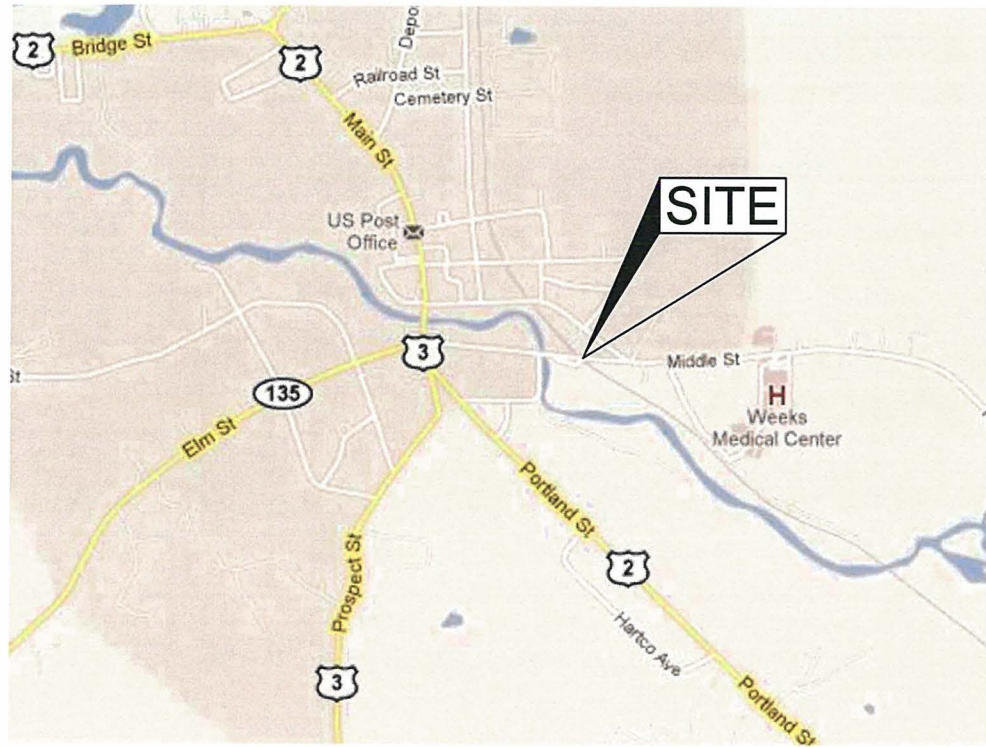 2
Bridge St
2
Depo
Railroad St
Cemetery St
Main St
US Post
Office
SITE
3
Middle St
135
H
Weeks
Medical Center
Elm St
St
Portland St
Prospect St
2
Hartco Ave
3
Portland St